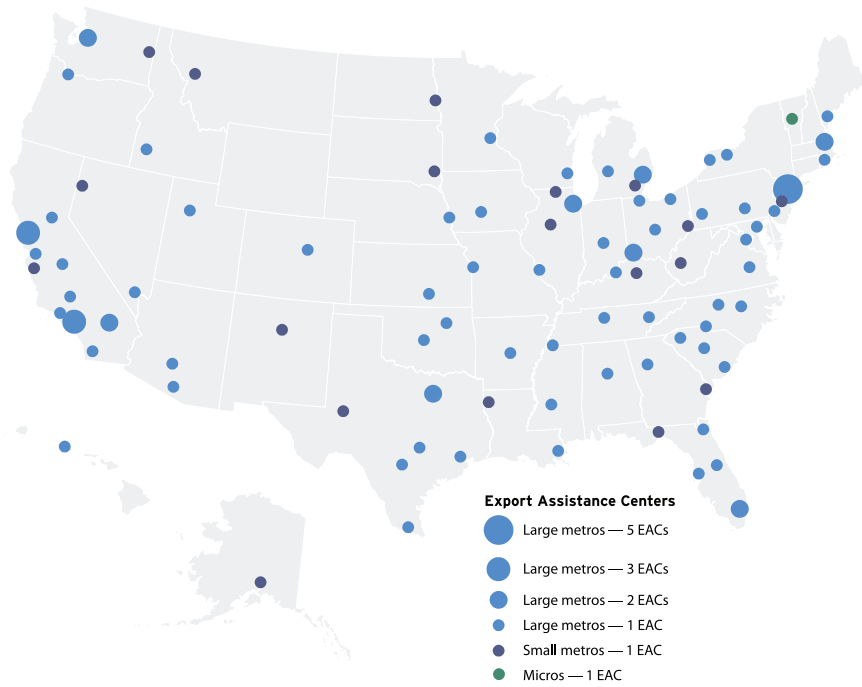 Export Assistance Centers
Large metros — 5 EACs
Large metros — 3 EACs
Large metros — 2 EACs
Large metros — 1 EAC
Small metros — 1 EAC
Micros — 1 EAC